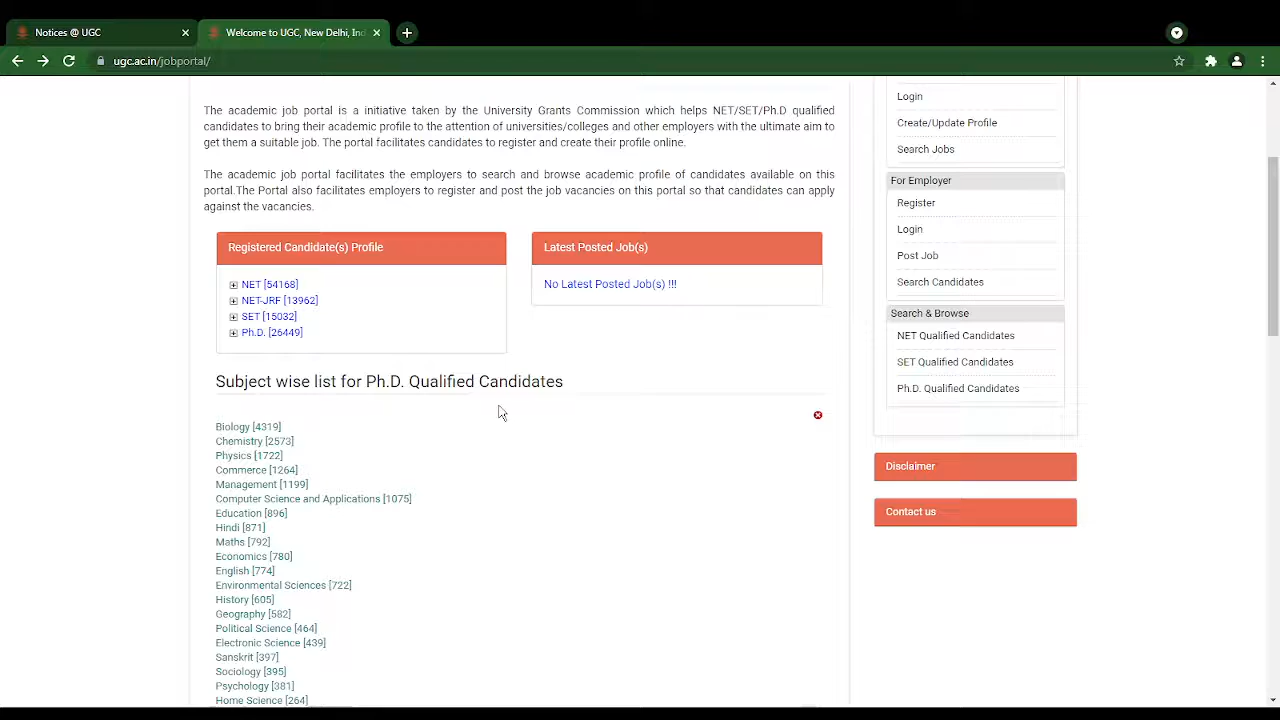 Notices @ UGC
Welcome to UGC, New Delhi, Ind
ugc.ac.in/jobportal/
The academic job portal is a initiative taken by the University Grants Commission which helps NET/SET/Ph.D qualified
candidates to bring their academic profile to the attention of universities/colleges and other employers with the ultimate aim to
get them a suitable job. The portal facilitates candidates to register and create their profile online.
The academic job portal facilitates the employers to search and browse academic profile of candidates available on this
portal.The Portal also facilitates employers to register and post the job vacancies on this portal so that candidates can apply
against the vacancies.
Registered Candidate(s) Profile
NET [54168]
NET-JRF [13962]
SET [15032]
Ph.D. [26449]
Latest Posted Job(s)
No Latest Posted Job(s) !!!
Subject wise list for Ph.D. Qualified Candidates
Biology [4319]
Chemistry [2573]
Physics [1722]
Commerce [1264]
Management [1199]
Computer Science and Applications [1075]
Education [896]
Hindi [871]
Maths [792]
Economics [780]
English [774]
Environmental Sciences [722]
History [605]
Geography [582]
Political Science [464]
Electronic Science [439]
Sanskrit [397]
Sociology [395]
Psychology [381]
Home Science [264]
Login
Create/Update Profile
Search Jobs
For Employer
Register
Login
Post Job
Search Candidates
Search & Browse
NET Qualified Candidates
SET Qualified Candidates
Ph.D. Qualified Candidates
Disclaimer
Contact us